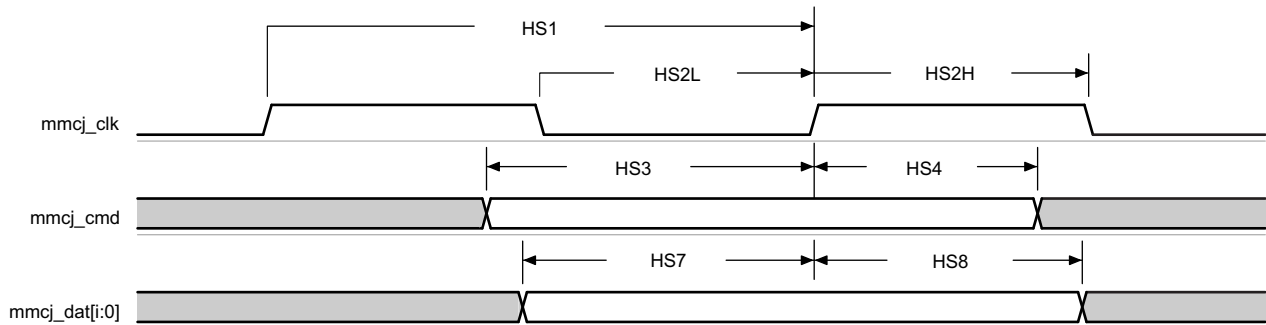 HS1
HS2L HS2H
mmcj_clk
HS3 HS4
mmcj_cmd
HS7 HS8
mmcj_dat[i:0]